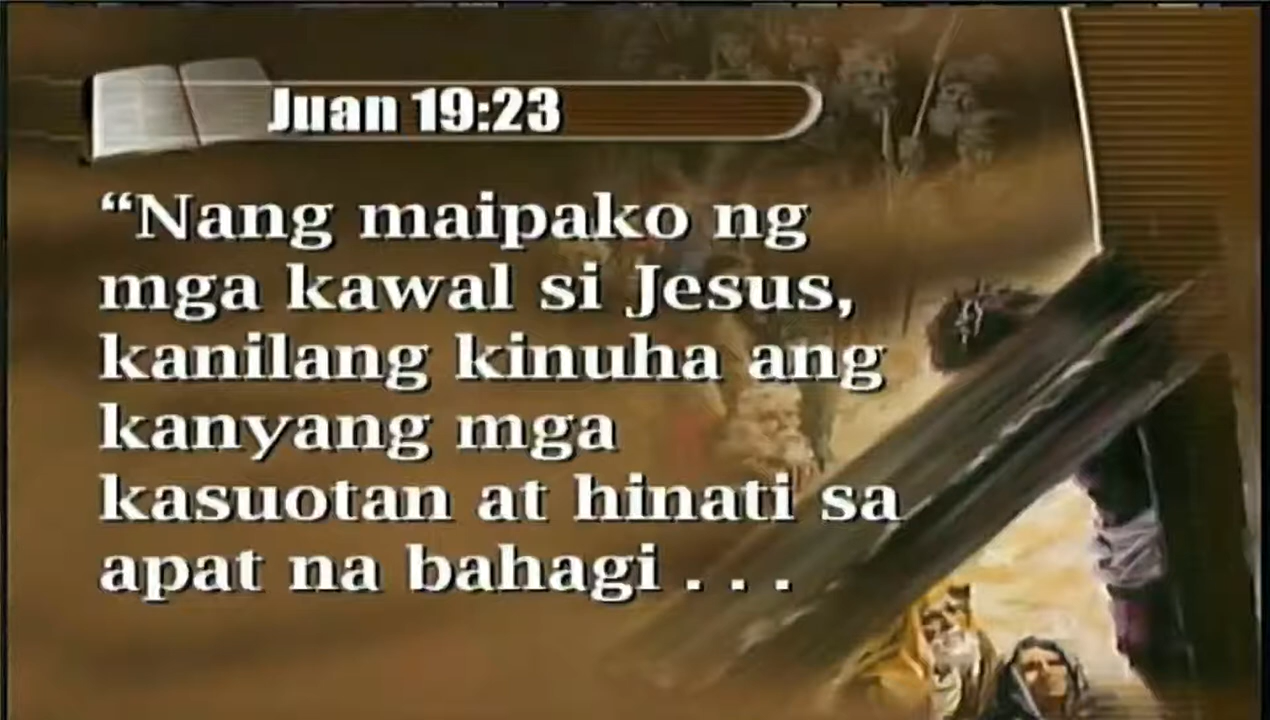 Juan 19:23
“Nang maipako ng
mga kawal si Jesus,
kanilang kinuha ang
kanyang mga
kasuotan at hinati sa
apat na bahagi . . .